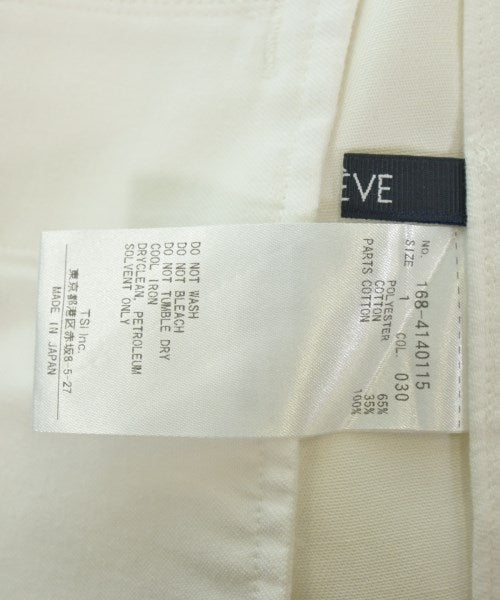 ÈVE
NO. 168-4140115
SIZE 1 COL 030
POLYESTER 65%
COTTON 35%
PARTS COTTON 100%
DO NOT WASH
DO NOT BLEACH
DO NOT TUMBLE DRY
COOL IRON
DRYCLEAN, PETROLEUM
SOLVENT ONLY
TSI Inc.
東京都港区赤坂8-5-27
MADE IN JAPAN